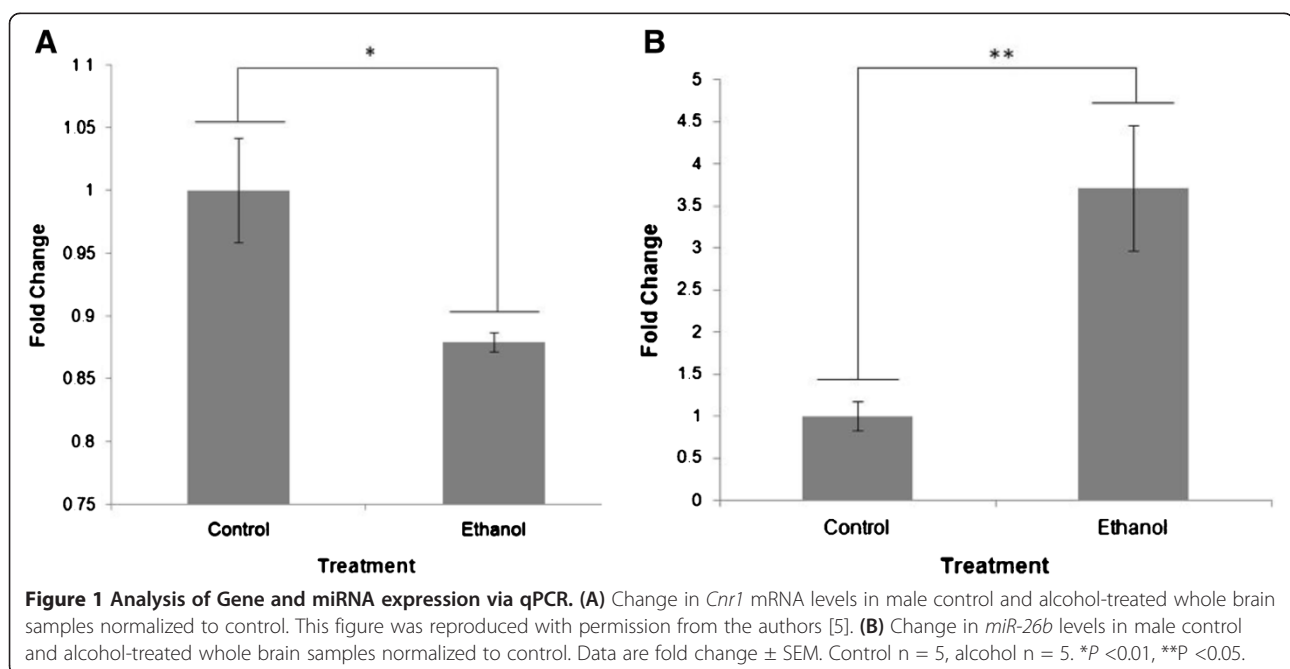 A
B
*
**
1 1
1.05
1
0.95
0 9
0.85
0 8
0.75
Fold Change
Control
Ethanol
Treatment
5
4.5
4
3.5
3
2.5
2
1.5
1
0.5
0
Fold Change
Control
Ethanol
Treatment
Figure 1 Analysis of Gene and miRNA expression via qPCR. (A) Change in Cnr1 mRNA levels in male control and alcohol-treated whole brain
samples normalized to control. This figure was reproduced with permission from the authors [5]. (B) Change in miR-26b levels in male control
and alcohol-treated whole brain samples normalized to control. Data are fold change ± SEM. Control n = 5, alcohol n = 5. *P <0.01, **P <0.05.